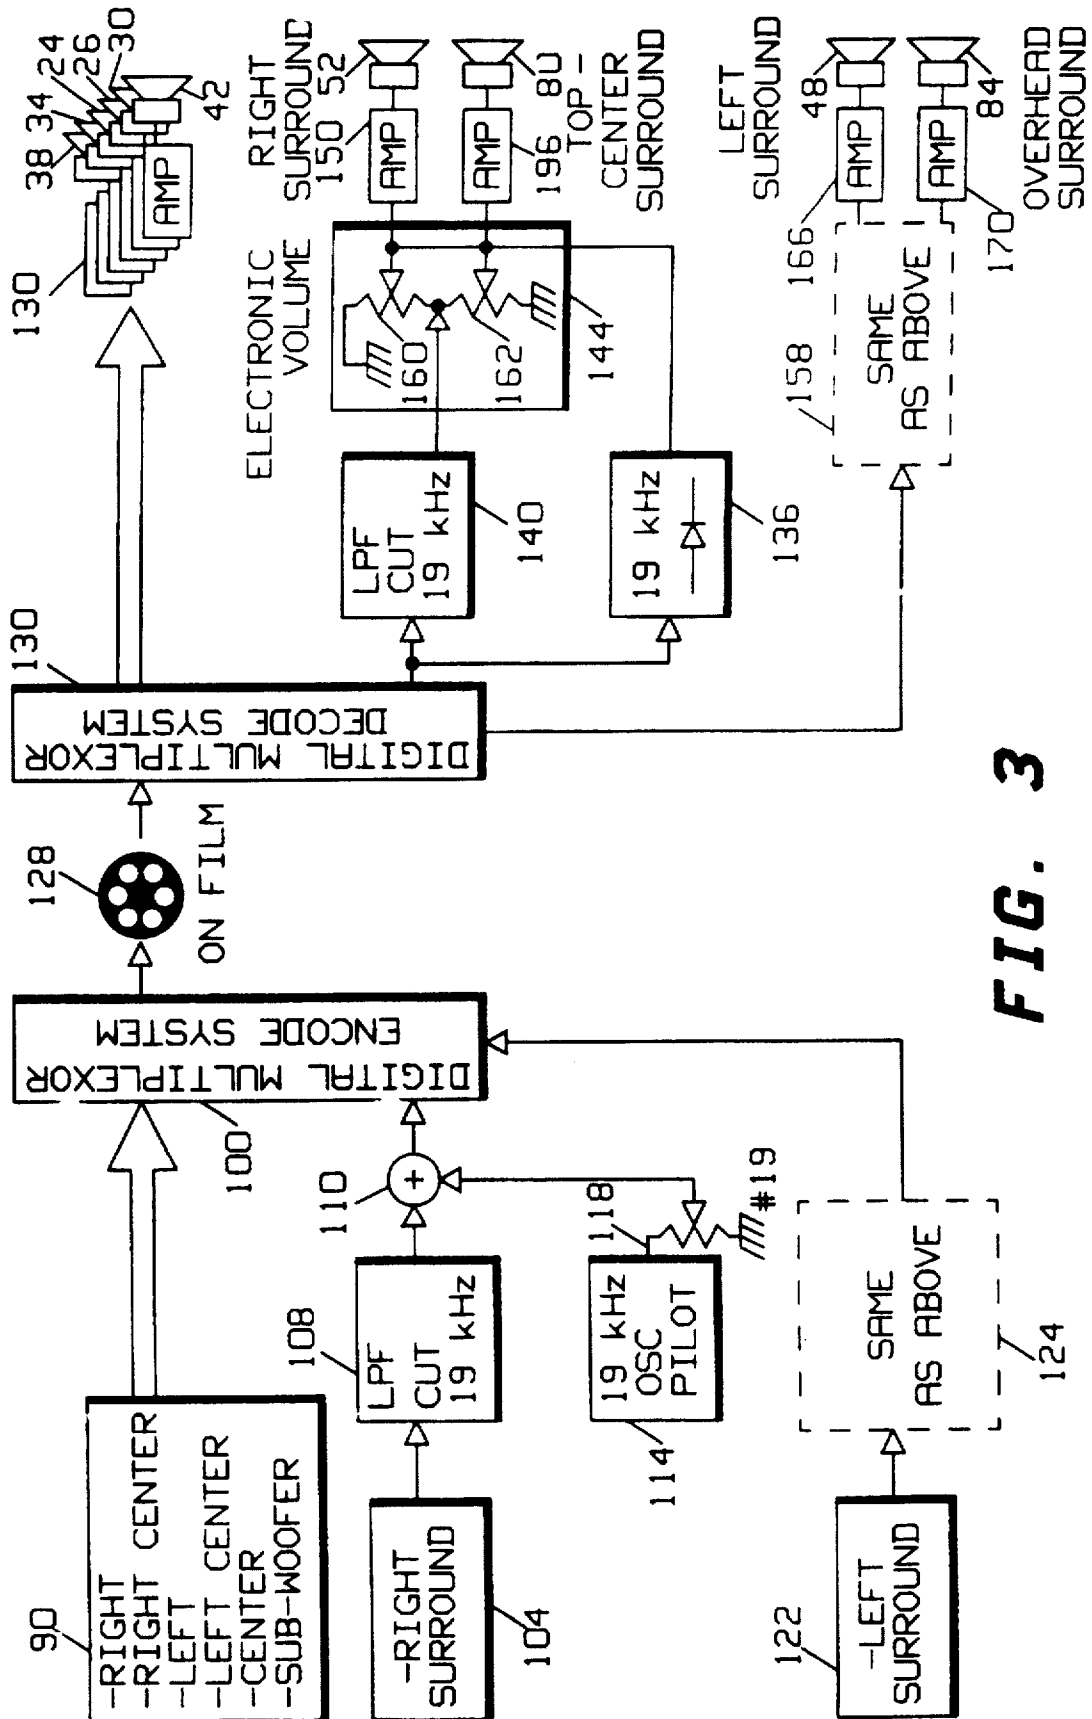 90
-RIGHT
-RIGHT CENTER
-LEFT
-LEFT CENTER
-CENTER
-SUB-WOOFER
100
DIGITAL MULTIPLEXOR
ENCODE SYSTEM
128
ON FILM
130
DIGITAL MULTIPLEXOR
DECODE SYSTEM
130
38
34
24
26
30
AMP
42
-RIGHT
SURROUND
104
108
LPF
CUT
19 kHz
110
+
114
19 kHz
OSC
PILOT
118
#19
LPF
CUT
19 kHz
140
19 kHz
136
ELECTRONIC
VOLUME
160
162
144
RIGHT
SURROUND
150
52
AMP
AMP
196
80
TOP-
CENTER
SURROUND
122
-LEFT
SURROUND
SAME
AS ABOVE
124
158
SAME
AS ABOVE
LEFT
SURROUND
166
48
AMP
AMP
170
84
OVERHEAD
SURROUND
FIG. 3